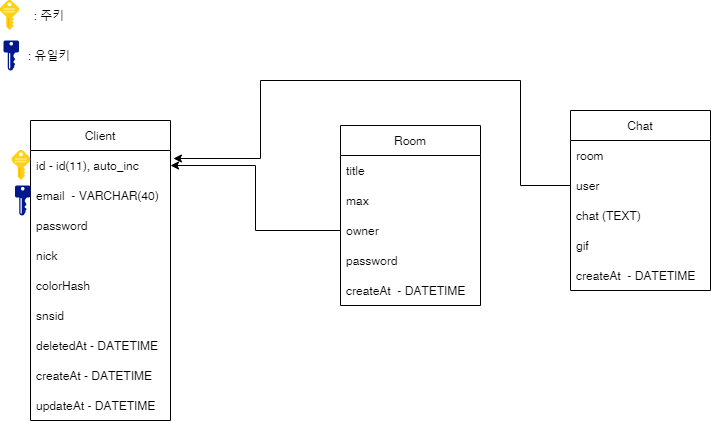 : 주키
: 유일키
Client
id - id(11), auto_inc
email - VARCHAR(40)
password
nick
colorHash
snsid
deletedAt - DATETIME
createAt - DATETIME
updateAt - DATETIME
Room
title
max
owner
password
createAt - DATETIME
Chat
room
user
chat (TEXT)
gif
createAt - DATETIME